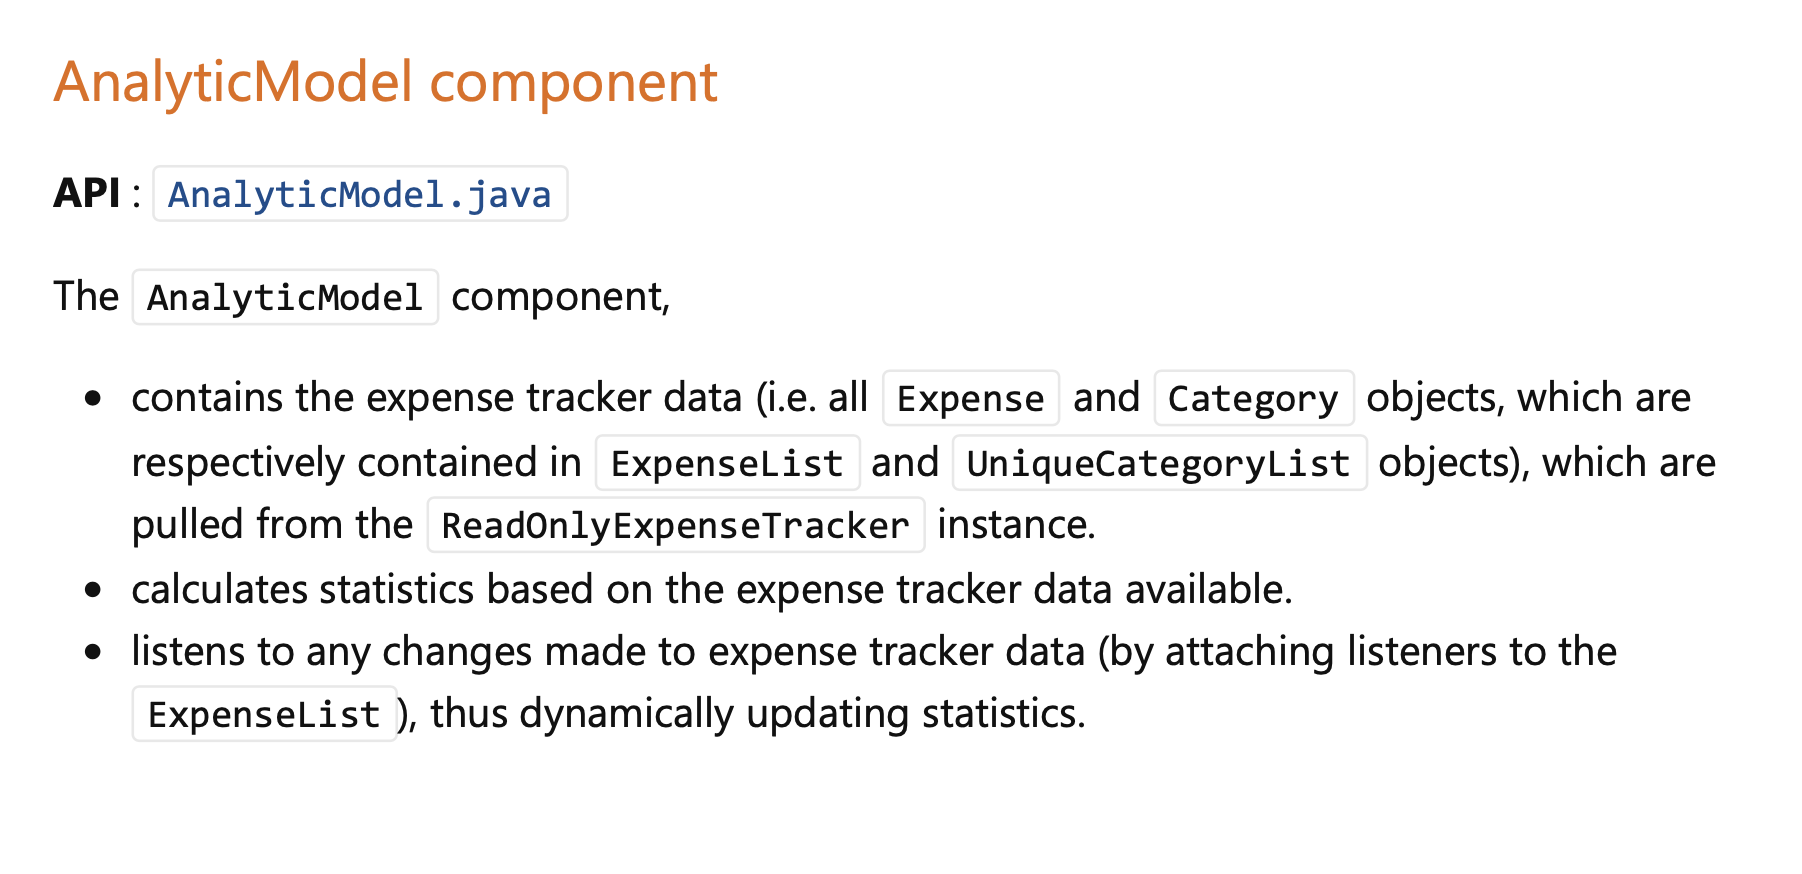 AnalyticModel component
API : AnalyticModel.java
The AnalyticModel component,
• contains the expense tracker data (i.e. all Expense and Category objects, which are
respectively contained in ExpenseList and UniqueCategoryList objects), which are
pulled from the ReadOnlyExpenseTracker instance.
• calculates statistics based on the expense tracker data available.
• listens to any changes made to expense tracker data (by attaching listeners to the
ExpenseList), thus dynamically updating statistics.